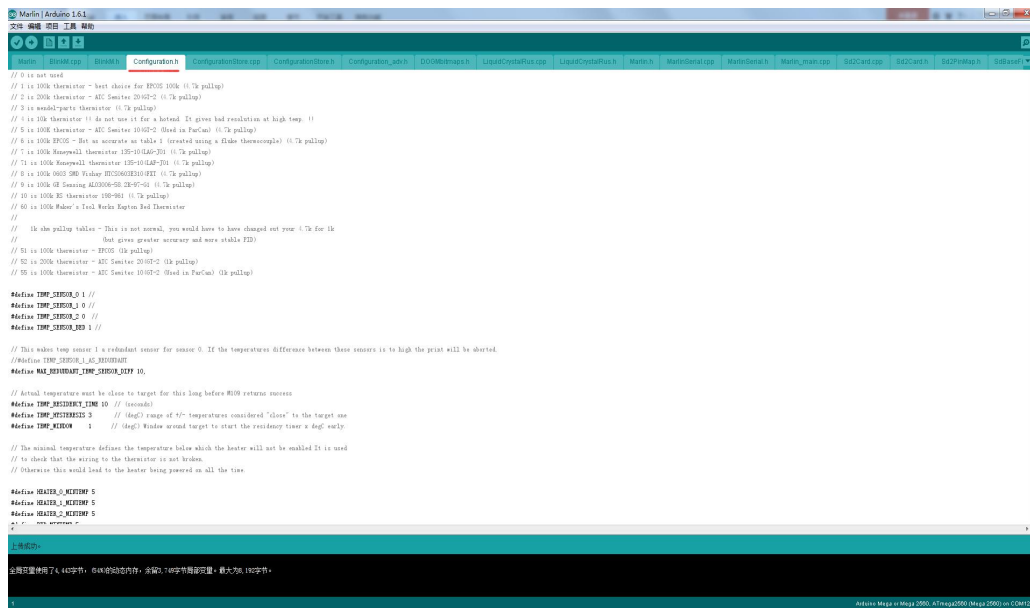 Marlin | Arduino 1.6.1
文件 编辑 项目 工具 帮助
Marlin BlinkM.cpp BlinkM.h Configuration.h ConfigurationStore.cpp ConfigurationStore.h Configuration_adv.h DOGMbitmaps.h LiquidCrystalRus.cpp LiquidCrystalRus.h Marlin.h MarlinSerial.cpp MarlinSerial.h Marlin_main.cpp Sd2Card.cpp Sd2Card.h Sd2PinMap.h SdBaseF
// 0 is not used
// 1 is 100k thermistor - best choice for EPCOS 100k (4.7k pullup)
// 2 is 200k thermistor - ATC Semitec 204GT-2 (4.7k pullup)
// 3 is mendel-parts thermistor (4.7k pullup)
// 4 is 10k thermistor !! do not use it for a hotend. It gives bad resolution at high temp. !!
// 5 is 100K thermistor - ATC Semitec 104GT-2 (Used in ParCan) (4.7k pullup)
// 6 is 100k EPCOS - Not as accurate as table 1 (created using a fluke thermocouple) (4.7k pullup)
// 7 is 100k Honeywell thermistor 135-104LAG-J01 (4.7k pullup)
// 71 is 100k Honeywell thermistor 135-104LAF-J01 (4.7k pullup)
// 8 is 100k 0603 SMD Vishay NTCS0603E3104FXT (4.7k pullup)
// 9 is 100k GE Sensing AL03006-58.2K-97-G1 (4.7k pullup)
// 10 is 100k RS thermistor 198-961 (4.7k pullup)
// 60 is 100k Maker's Tool Works Kapton Bed Thermister
//
// 1k ohm pullup tables - This is not normal, you would have to have changed out your 4.7k for 1k
// (but gives greater accuracy and more stable PID)
// 51 is 100k thermistor - EPCOS (1k pullup)
// 52 is 200k thermistor - ATC Semitec 204GT-2 (1k pullup)
// 55 is 100k thermistor - ATC Semitec 104GT-2 (Used in ParCan) (1k pullup)
#define TEMP_SENSOR_0 1 //
#define TEMP_SENSOR_1 0 //
#define TEMP_SENSOR_2 0 //
#define TEMP_SENSOR_BED 1 //
// This makes temp sensor 1 a redundant sensor for sensor 0. If the temperatures difference between these sensors is to high the print will be aborted.
//#define TEMP_SENSOR_1_AS_REDUNDANT
#define MAX_REDUNDANT_TEMP_SENSOR_DIFF 10,
// Actual temperature must be close to target for this long before M109 returns success
#define TEMP_RESIDENCY_TIME 10 // (seconds)
#define TEMP_HYSTERESIS 3 // (degC) range of +/- temperatures considered "close" to the target one
#define TEMP_WINDOW 1 // (degC) Window around target to start the residency timer x degC early.
// The minimal temperature defines the temperature below which the heater will not be enabled It is used
// to check that the wiring to the thermistor is not broken.
// Otherwise this would lead to the heater being powered on all the time.
#define HEATER_0_MINTEMP 5
#define HEATER_1_MINTEMP 5
#define HEATER_2_MINTEMP 5
上传成功。
全局变量使用了4,443字节，(54%)的动态内存，余留3,749字节局部变量。最大为8,192字节。
1 Arduino Mega or Mega 2560, ATmega2560 (Mega 2560) on COM12